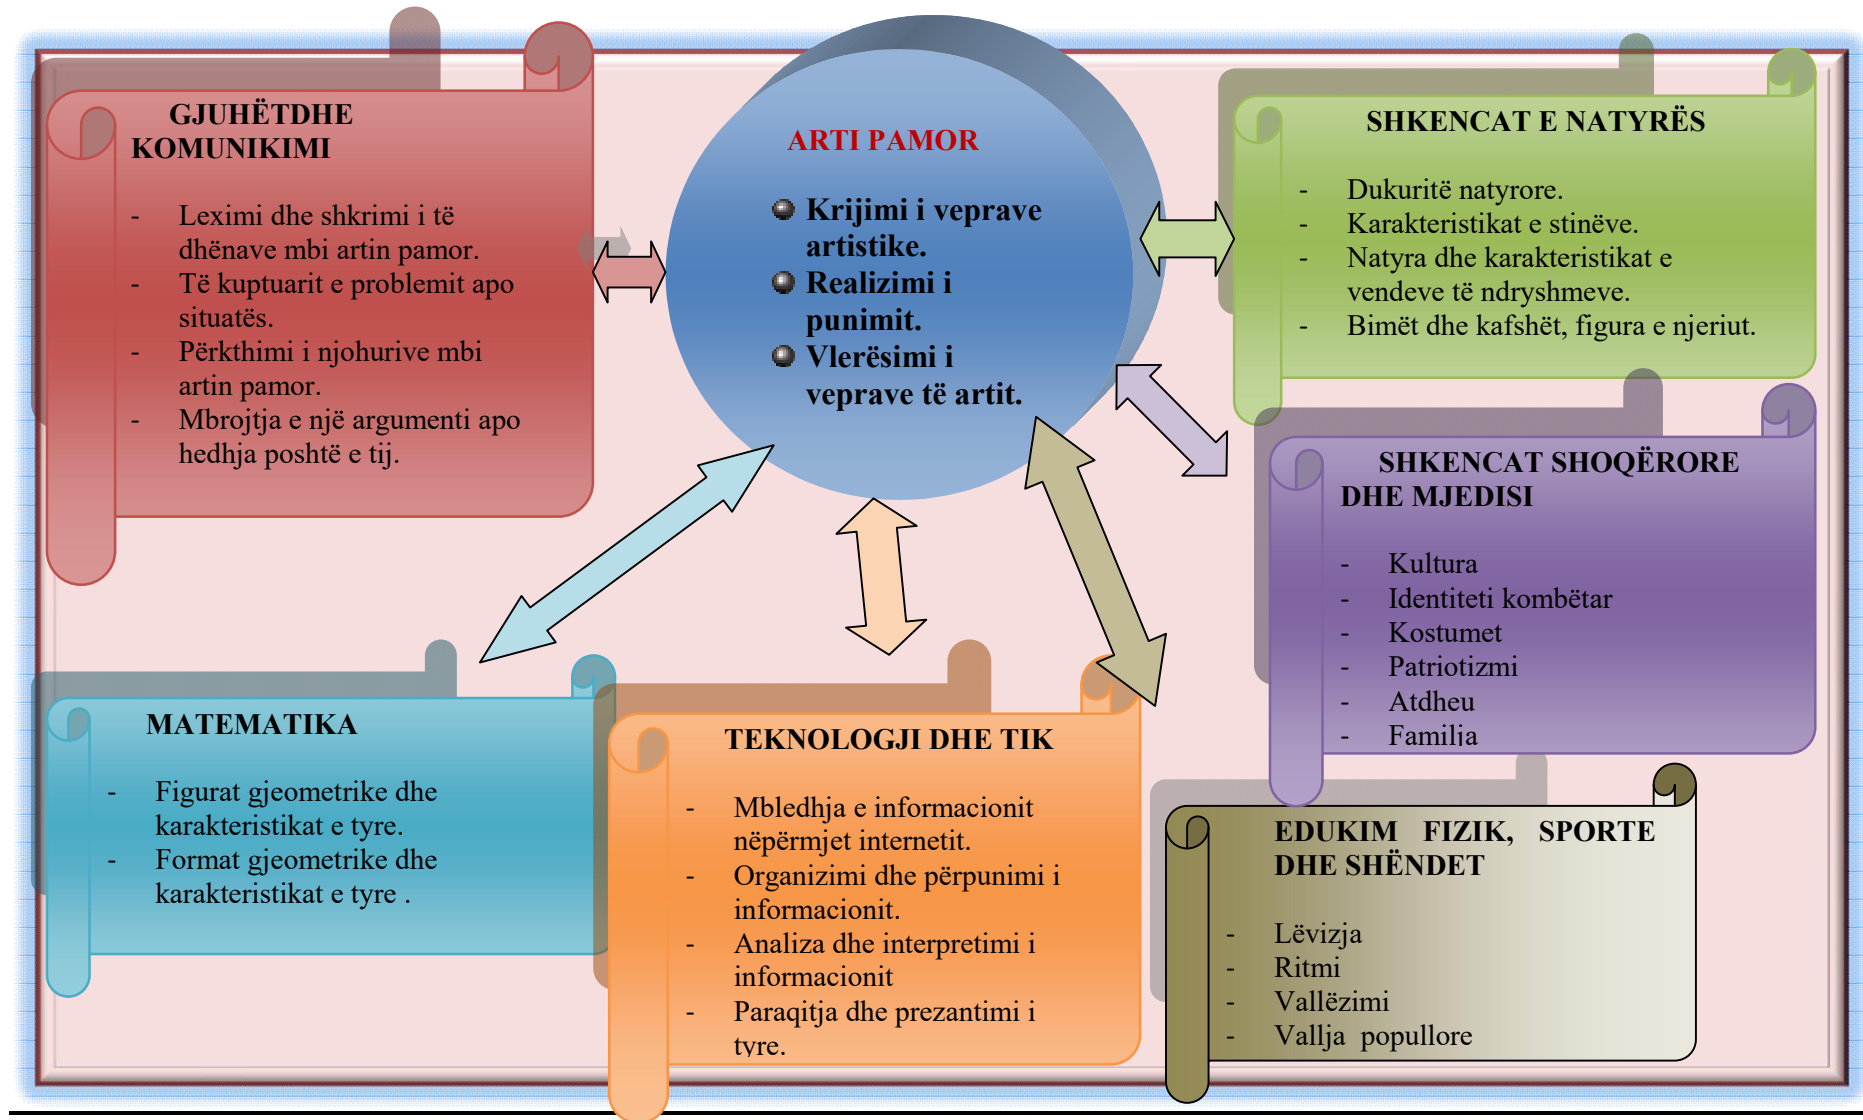 GJUHËTDHE
KOMUNIKIMI
- Leximi dhe shkrimi i të
dhënave mbi artin pamor.
- Të kuptuarit e problemit apo
situatës.
- Përkthimi i njohurive mbi
artin pamor.
- Mbrojtja e një argumenti apo
hedhja poshtë e tij.
ARTI PAMOR
Krijimi i veprave
artistike.
Realizimi i
punimit.
Vlerësimi i
veprave të artit.
SHKENCAT E NATYRËS
- Dukuritë natyrore.
- Karakteristikat e stinëve.
- Natyra dhe karakteristikat e
vendeve të ndryshmeve.
- Bimët dhe kafshët, figura e njeriut.
SHKENCAT SHOQËRORE
DHE MJEDISI
- Kultura
- Identiteti kombëtar
- Kostumet
- Patriotizmi
- Atdheu
- Familja
MATEMATIKA
- Figurat gjeometrike dhe
karakteristikat e tyre.
- Format gjeometrike dhe
karakteristikat e tyre .
TEKNOLOGJI DHE TIK
- Mbledhja e informacionit
nëpërmjet internetit.
- Organizimi dhe përpunimi i
informacionit.
- Analiza dhe interpretimi i
informacionit
- Paraqitja dhe prezantimi i
tyre.
EDUKIM FIZIK, SPORTE
DHE SHËNDET
- Lëvizja
- Ritmi
- Vallëzimi
- Vallja popullore